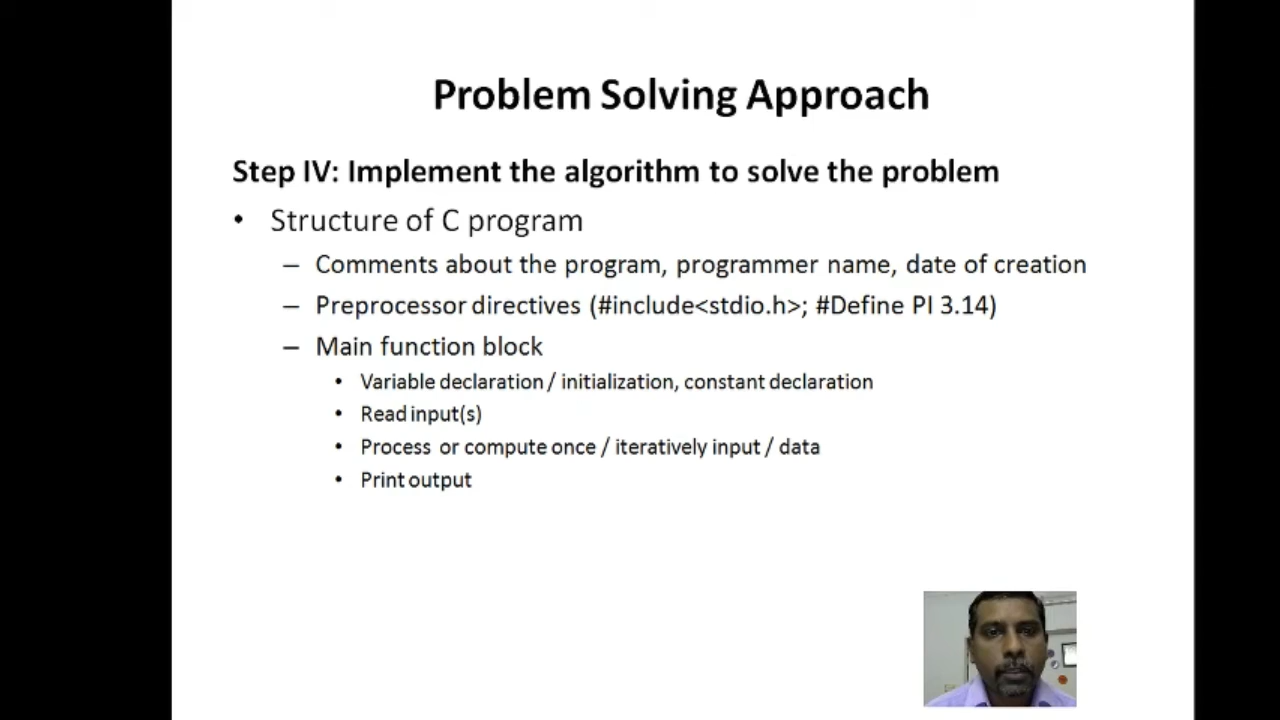 Problem Solving Approach
Step IV: Implement the algorithm to solve the problem
• Structure of C program
– Comments about the program, programmer name, date of creation
– Preprocessor directives (#include<stdio.h>; #Define PI 3.14)
– Main function block
• Variable declaration / initialization, constant declaration
• Read input(s)
• Process or compute once / iteratively input / data
• Print output